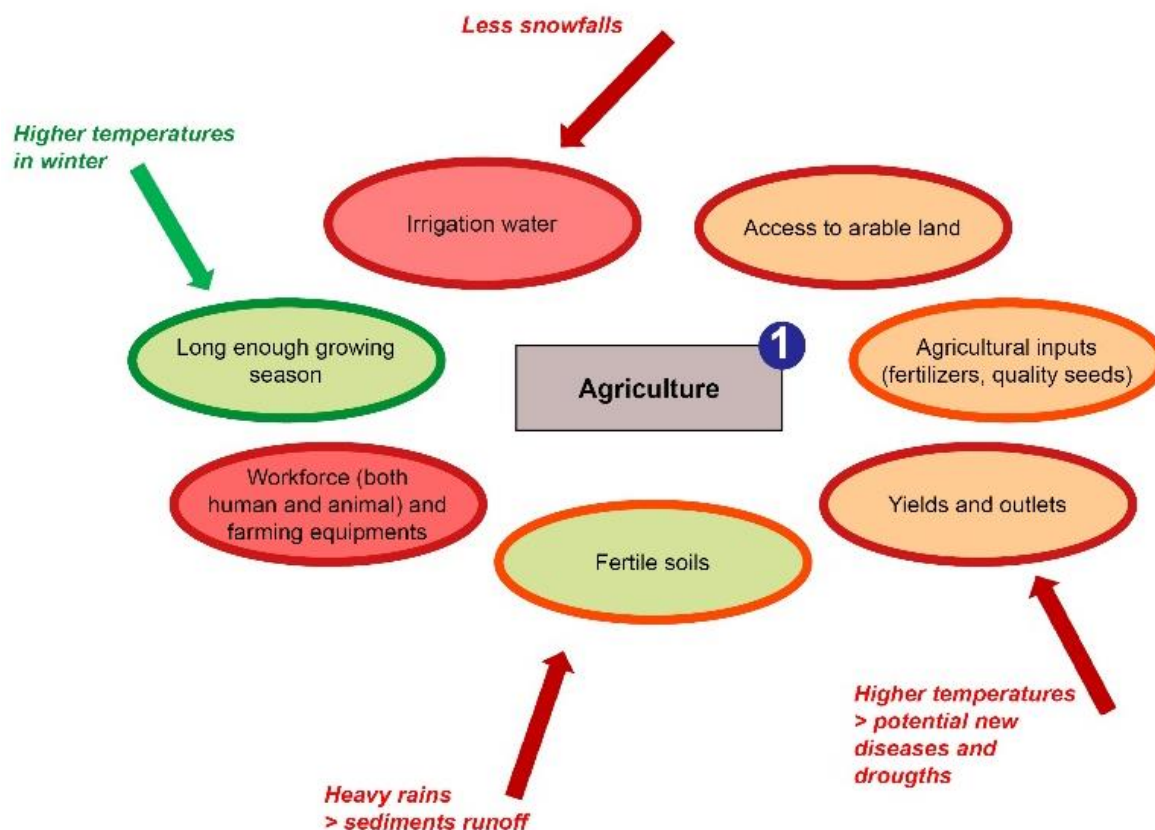 Less snowfalls
Higher temperatures
in winter
Irrigation water
Access to arable land
Long enough growing
season
1
Agriculture
Agricultural inputs
(fertilizers, quality seeds)
Workforce (both
human and animal) and
farming equipments
Fertile soils
Yields and outlets
Heavy rains
> sediments runoff
Higher temperatures
> potential new
diseases and
drougths